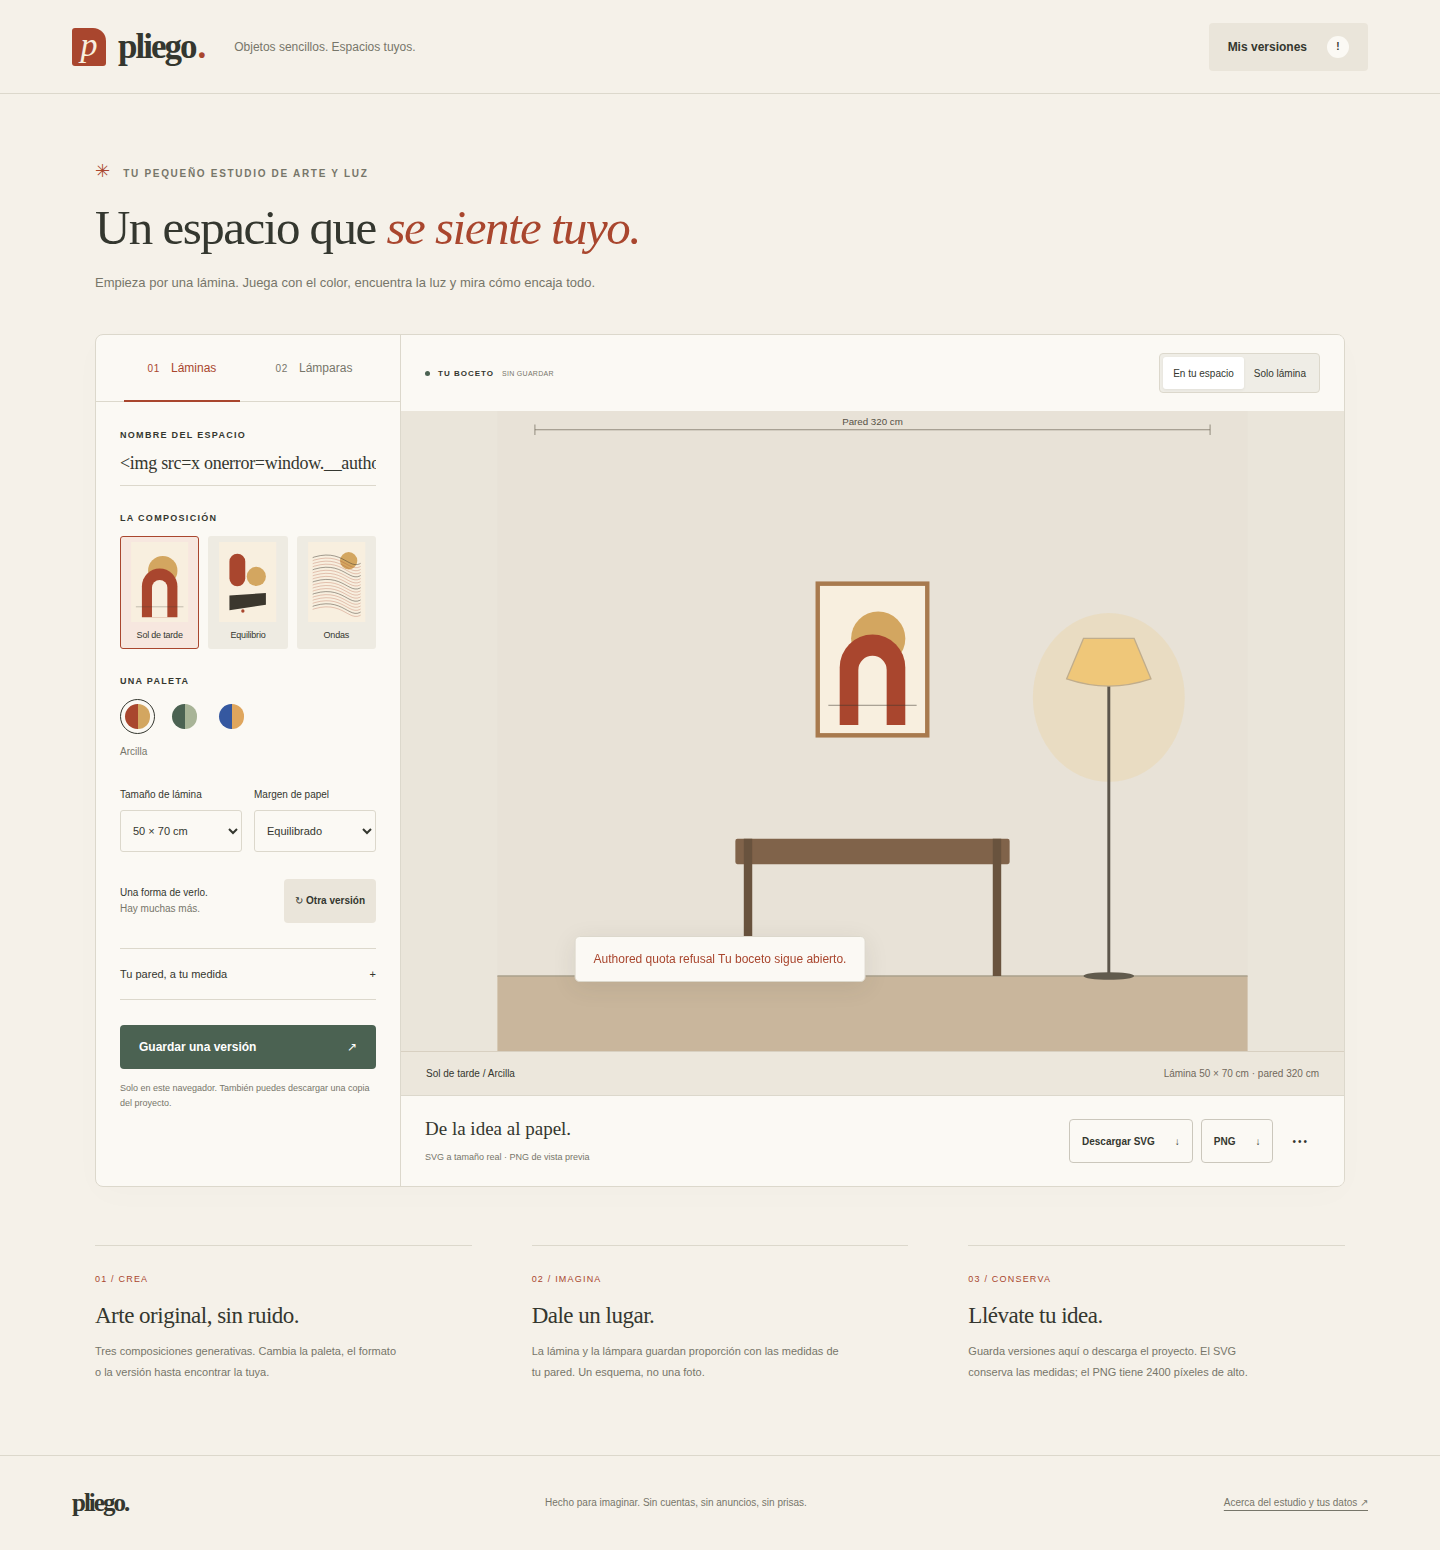 p pliego. Objetos sencillos. Espacios tuyos. Mis versiones !
✳ TU PEQUEÑO ESTUDIO DE ARTE Y LUZ
Un espacio que se siente tuyo.
Empieza por una lámina. Juega con el color, encuentra la luz y mira cómo encaja todo.
01 Láminas 02 Lámparas
NOMBRE DEL ESPACIO
<img src=x onerror=window.__autho
LA COMPOSICIÓN
Sol de tarde Equilibrio Ondas
UNA PALETA
Arcilla
Tamaño de lámina Margen de papel
50 × 70 cm Equilibrado
Una forma de verlo.
Hay muchas más.
↻ Otra versión
Tu pared, a tu medida +
Guardar una versión ↗
Solo en este navegador. También puedes descargar una copia
del proyecto.
TU BOCETO SIN GUARDAR
En tu espacio Solo lámina
Pared 320 cm
Authored quota refusal Tu boceto sigue abierto.
Sol de tarde / Arcilla Lámina 50 × 70 cm · pared 320 cm
De la idea al papel.
SVG a tamaño real · PNG de vista previa
Descargar SVG ↓ PNG ↓ •••
01 / CREA
Arte original, sin ruido.
Tres composiciones generativas. Cambia la paleta, el formato
o la versión hasta encontrar la tuya.
02 / IMAGINA
Dale un lugar.
La lámina y la lámpara guardan proporción con las medidas de
tu pared. Un esquema, no una foto.
03 / CONSERVA
Llévate tu idea.
Guarda versiones aquí o descarga el proyecto. El SVG
conserva las medidas; el PNG tiene 2400 píxeles de alto.
pliego. Hecho para imaginar. Sin cuentas, sin anuncios, sin prisas. Acerca del estudio y tus datos ↗